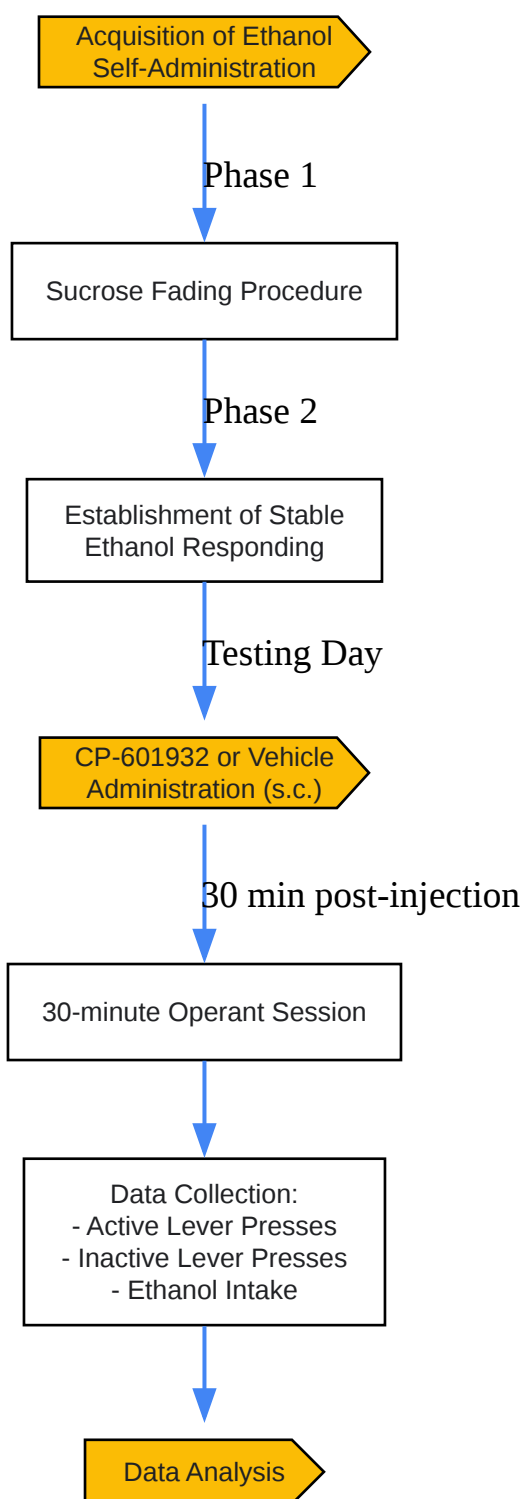 Acquisition of Ethanol
Self-Administration
Phase 1
Sucrose Fading Procedure
Phase 2
Establishment of Stable
Ethanol Responding
Testing Day
CP-601932 or Vehicle
Administration (s.c.)
30 min post-injection
30-minute Operant Session
Data Collection:
- Active Lever Presses
- Inactive Lever Presses
- Ethanol Intake
Data Analysis